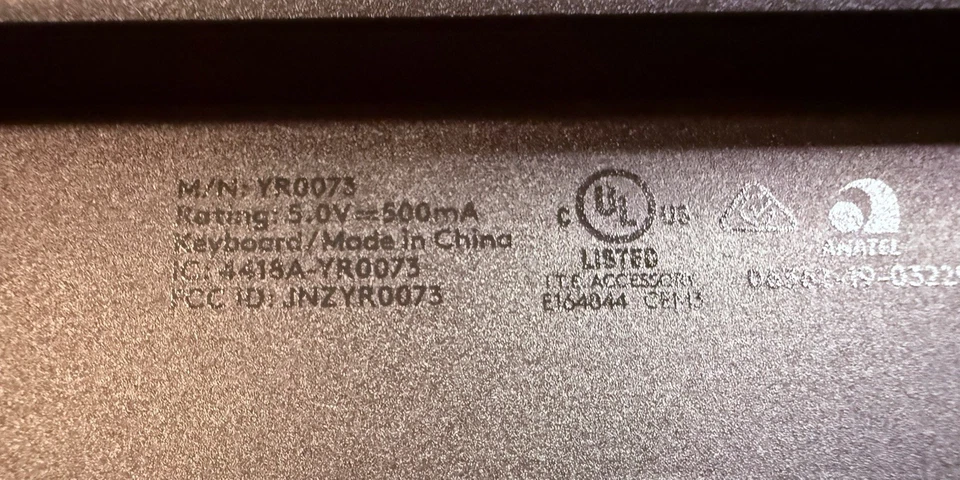 M/N: YR0073
Rating: 5.0V⎓500mA
Keyboard/Made in China
IC: 4418A-YR0073
FCC ID: JNZYR0073
C UL US
LISTED
I.T.E. ACCESSORY
E164044
ANATEL